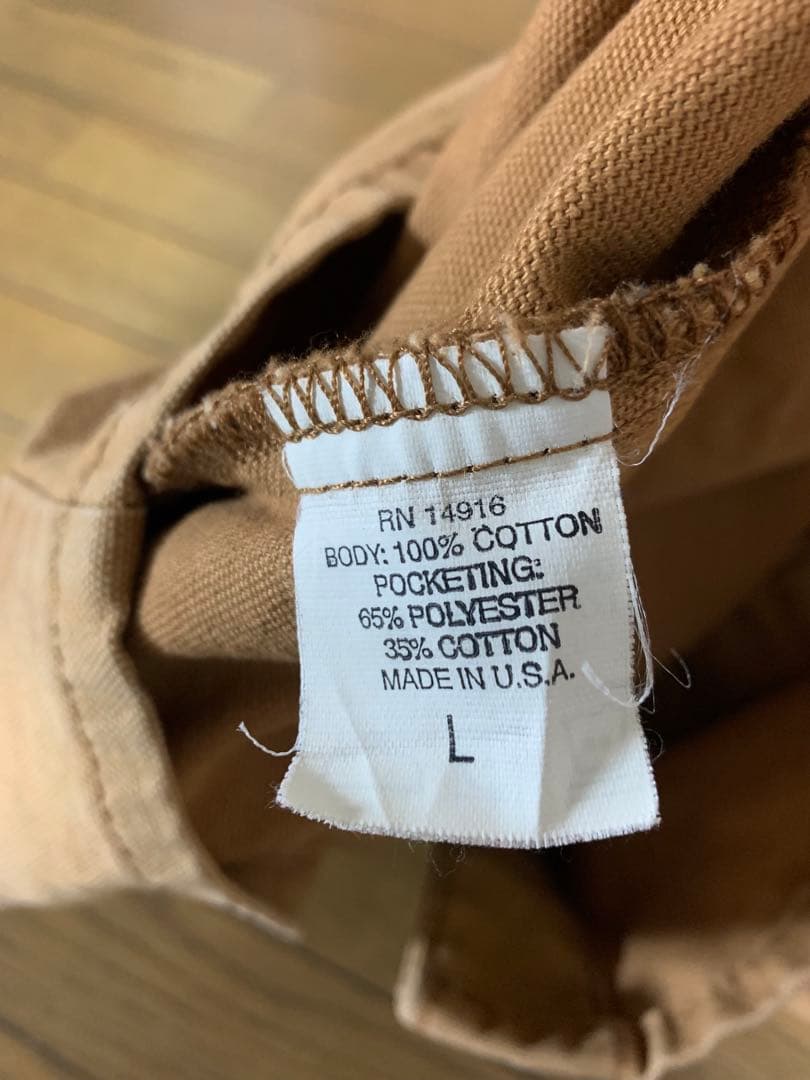 RN 14916
BODY: 100% COTTON
POCKETING:
65% POLYESTER
35% COTTON
MADE IN U.S.A.
L